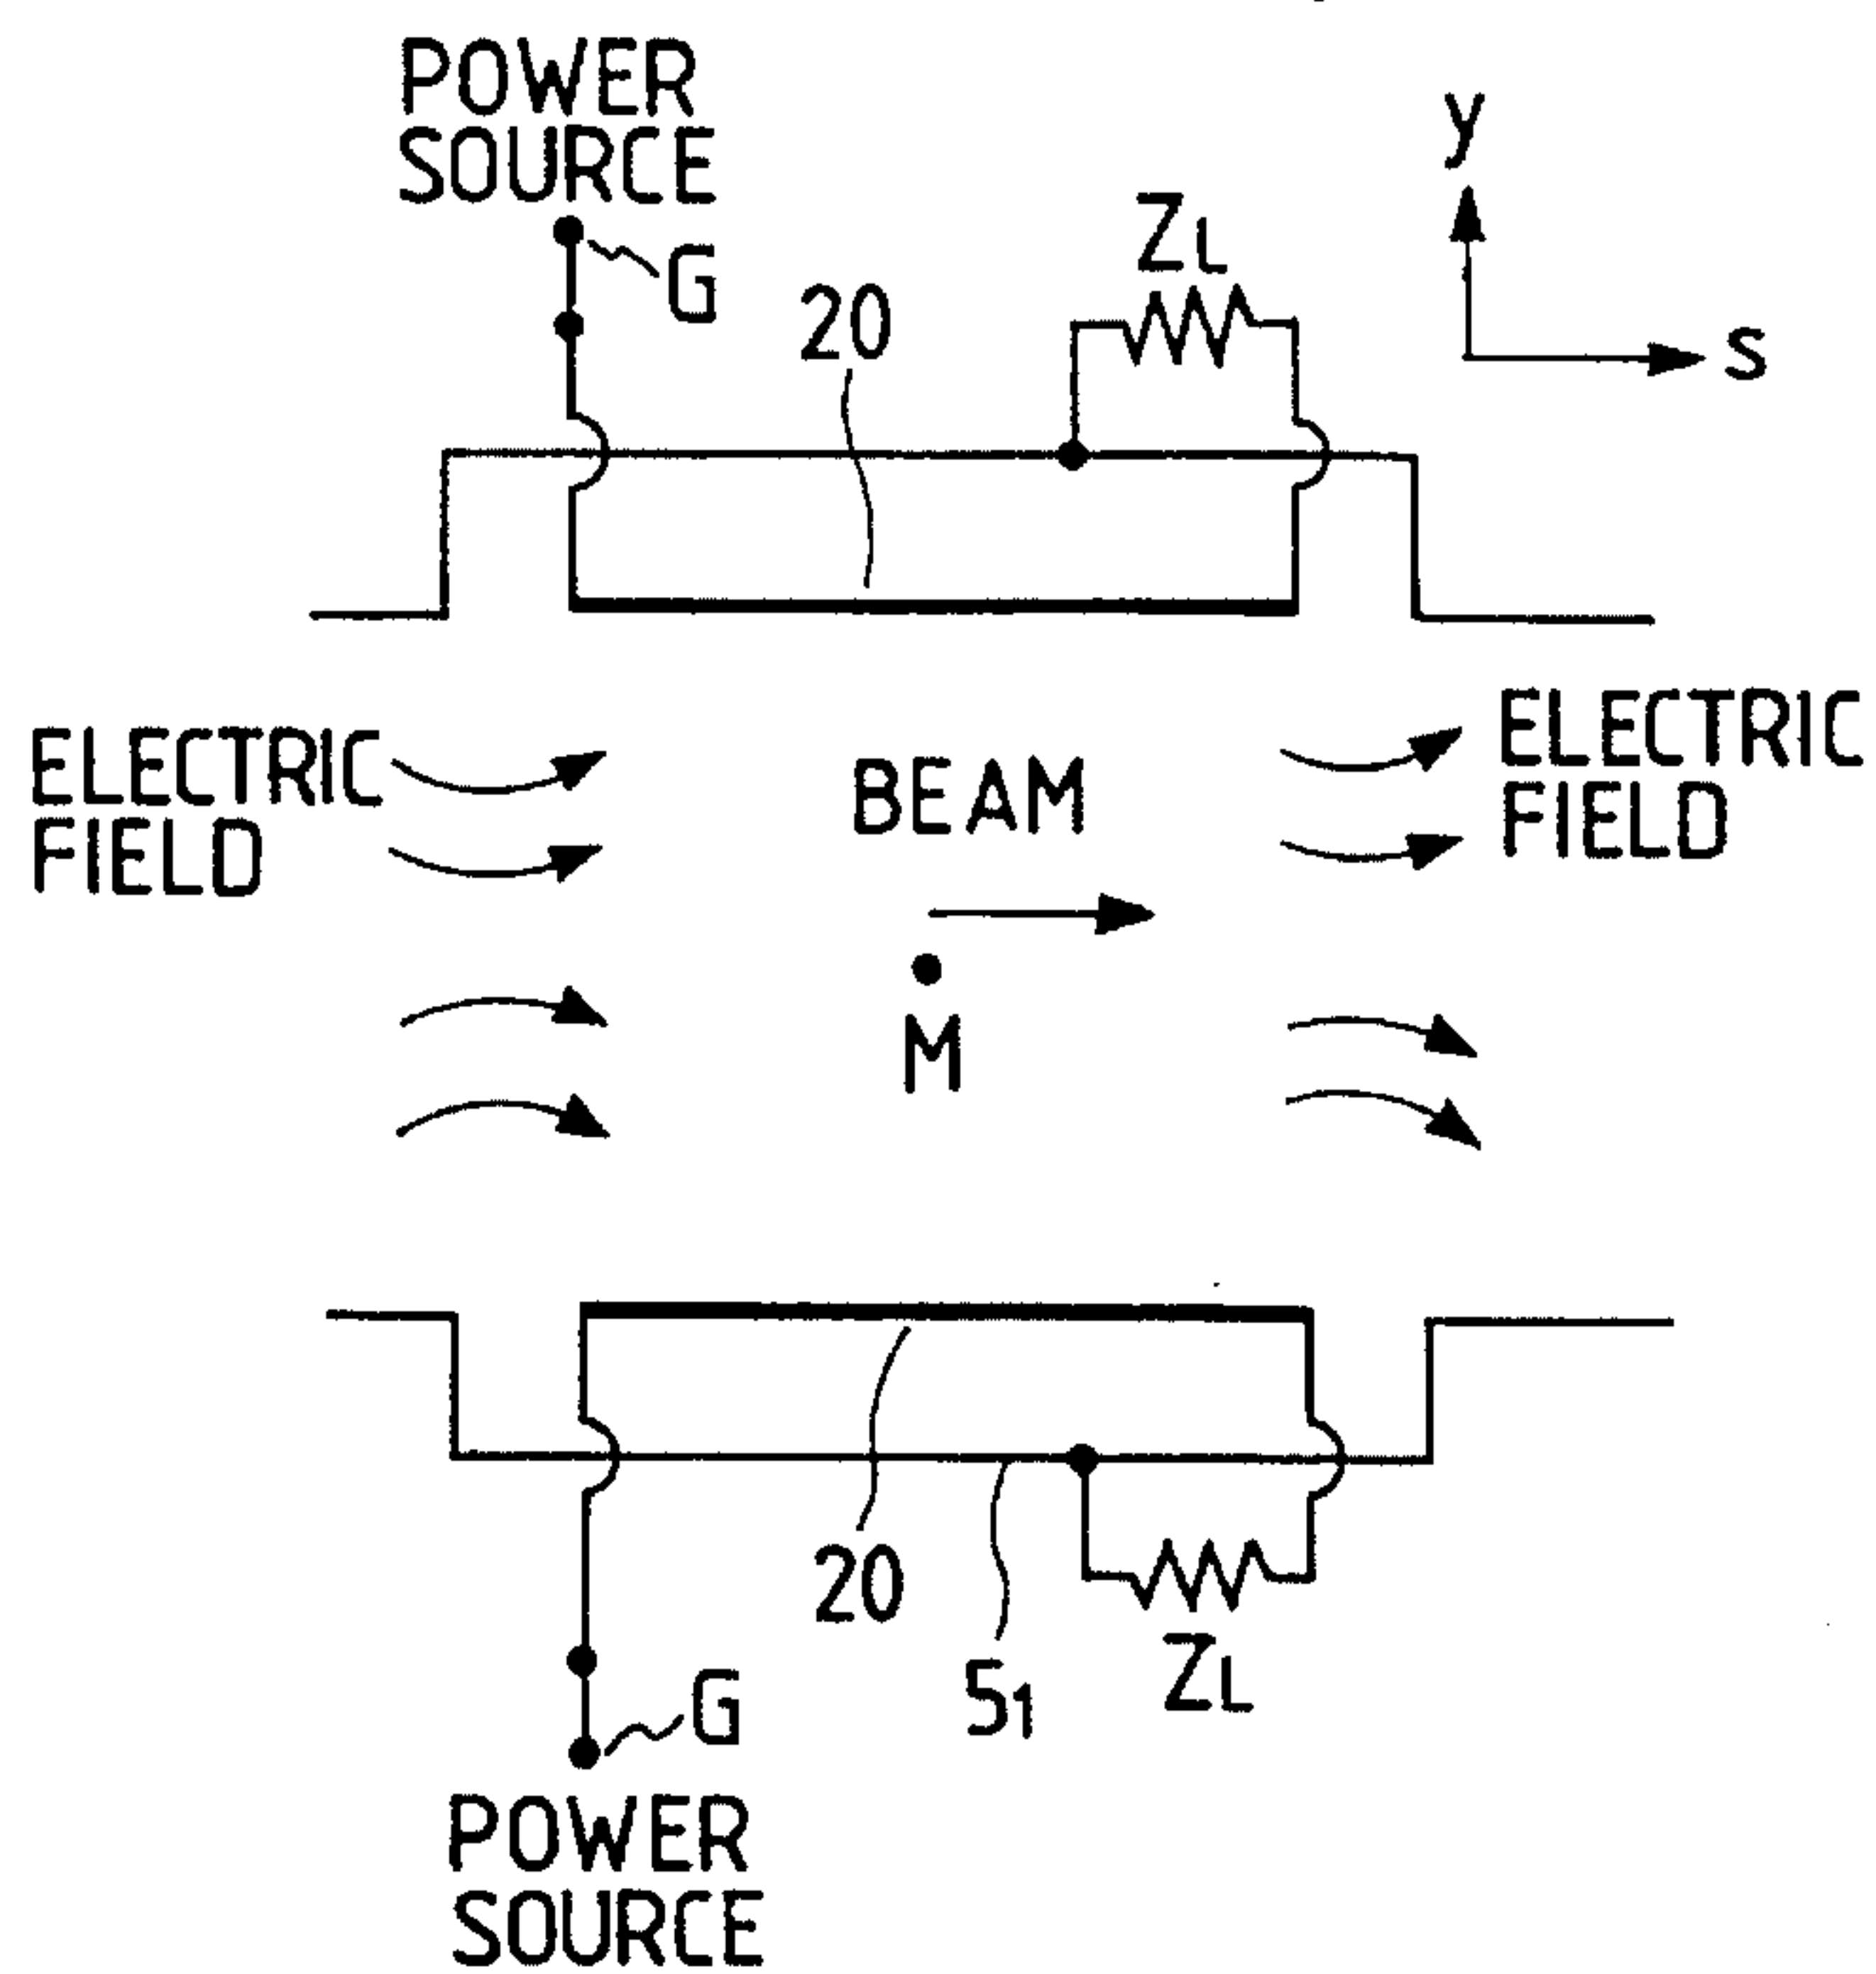 POWER
SOURCE
G
20
ZL
y
s
ELECTRIC
FIELD
BEAM
ELECTRIC
FIELD
M
20
51
ZL
G
POWER
SOURCE